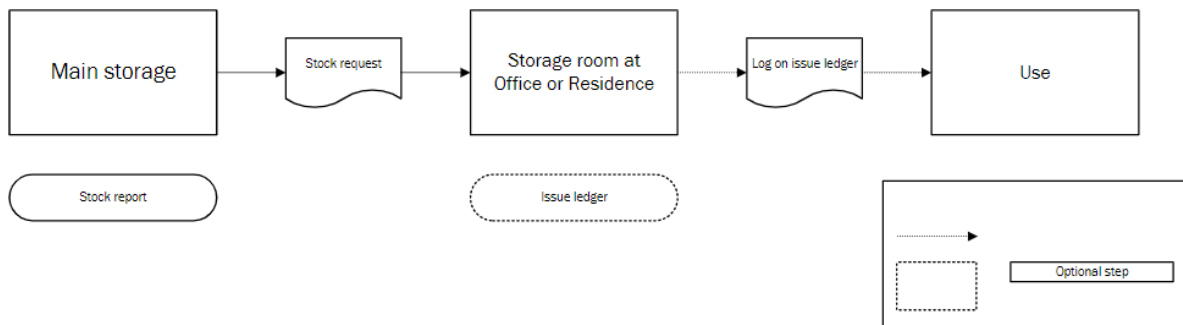 Main storage
Stock request
Storage room at
Office or Residence
Log on issue ledger
Use
Stock report
Issue ledger
Optional step